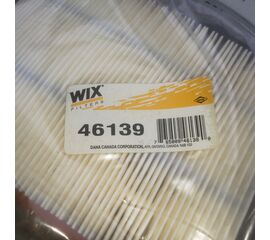 WIX
FILTERS
46139
DANA CANADA CORPORATION